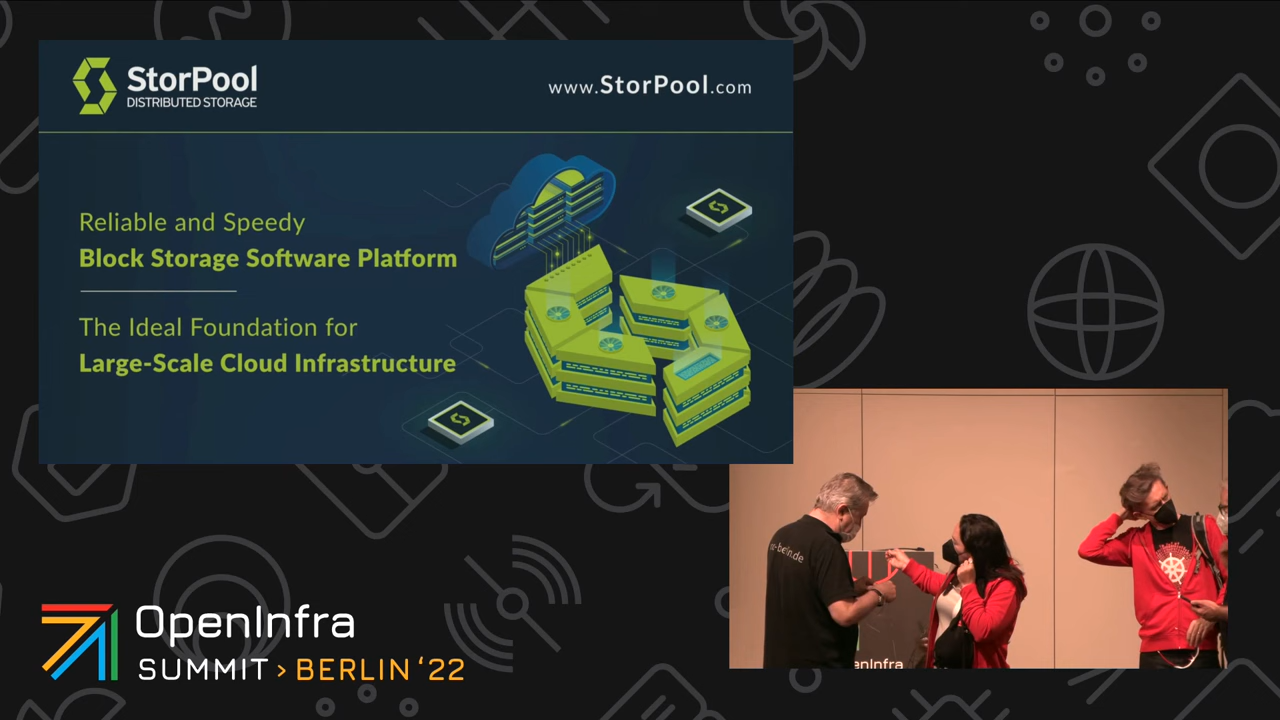 StorPool
DISTRIBUTED STORAGE
www.StorPool.com
Reliable and Speedy
Block Storage Software Platform
The Ideal Foundation for
Large-Scale Cloud Infrastructure
OpenInfra
SUMMIT > BERLIN '22